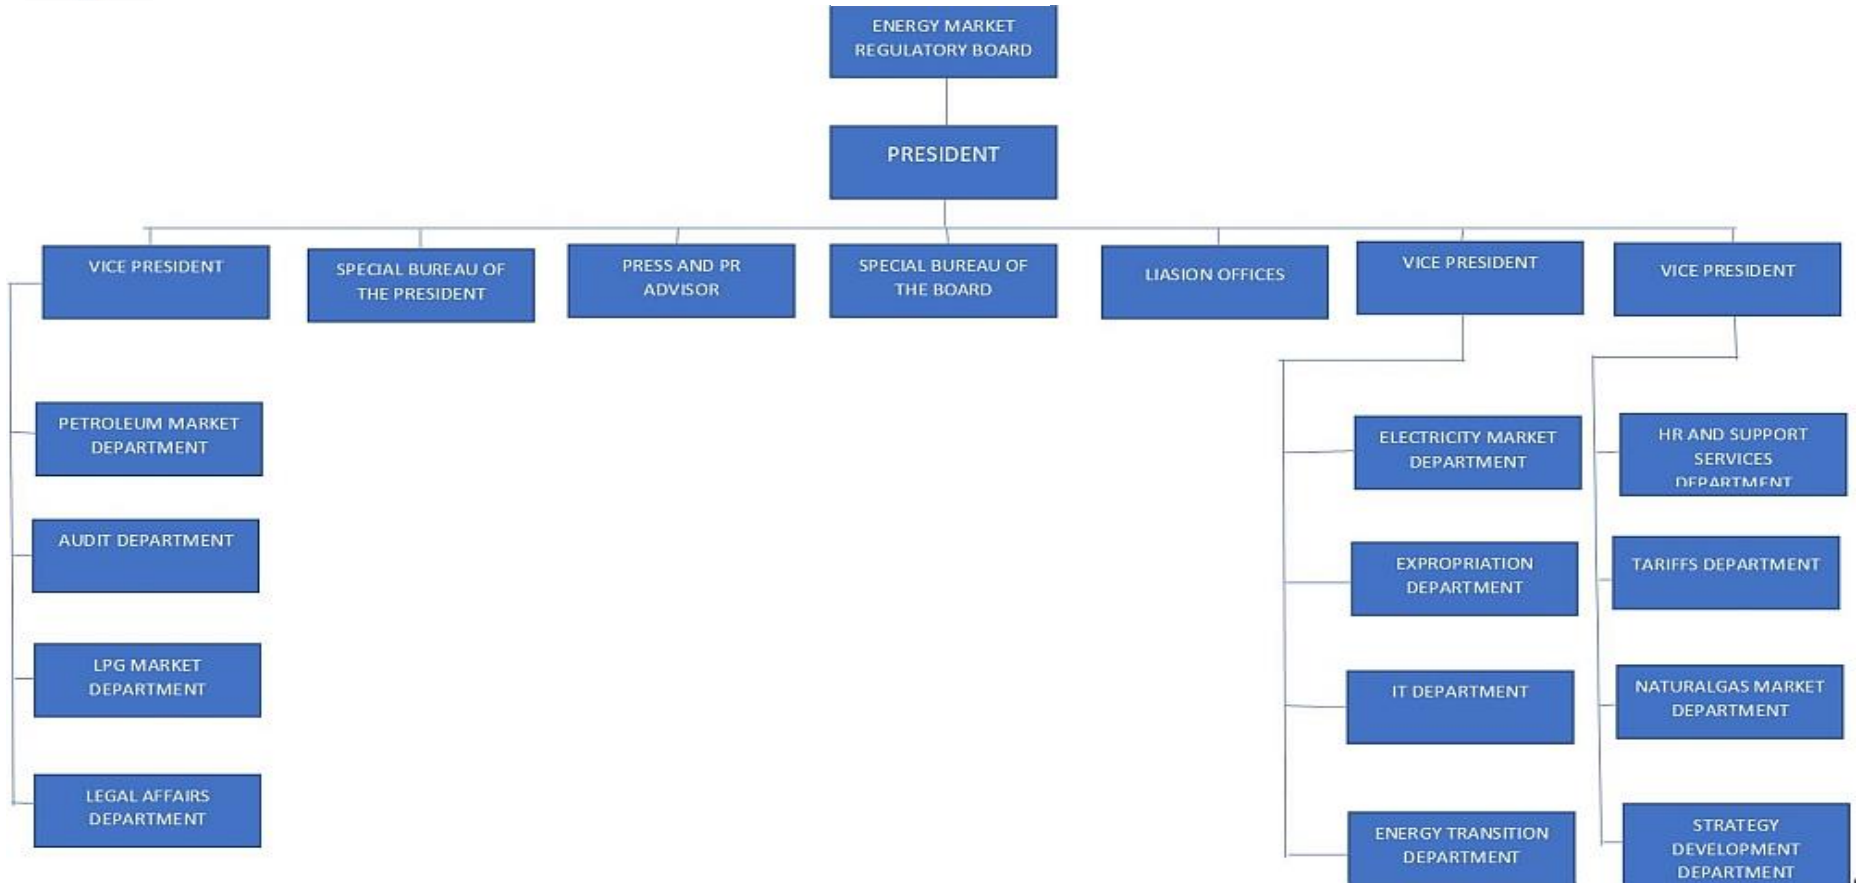 ENERGY MARKET
REGULATORY BOARD
PRESIDENT
VICE PRESIDENT
SPECIAL BUREAU OF
THE PRESIDENT
PRESS AND PR
ADVISOR
SPECIAL BUREAU OF
THE BOARD
LIASION OFFICES
VICE PRESIDENT
VICE PRESIDENT
PETROLEUM MARKET
DEPARTMENT
AUDIT DEPARTMENT
LPG MARKET
DEPARTMENT
LEGAL AFFAIRS
DEPARTMENT
ELECTRICITY MARKET
DEPARTMENT
EXPROPRIATION
DEPARTMENT
IT DEPARTMENT
ENERGY TRANSITION
DEPARTMENT
HR AND SUPPORT
SERVICES
DEPARTMENT
TARIFFS DEPARTMENT
NATURALGAS MARKET
DEPARTMENT
STRATEGY
DEVELOPMENT
DEPARTMENT